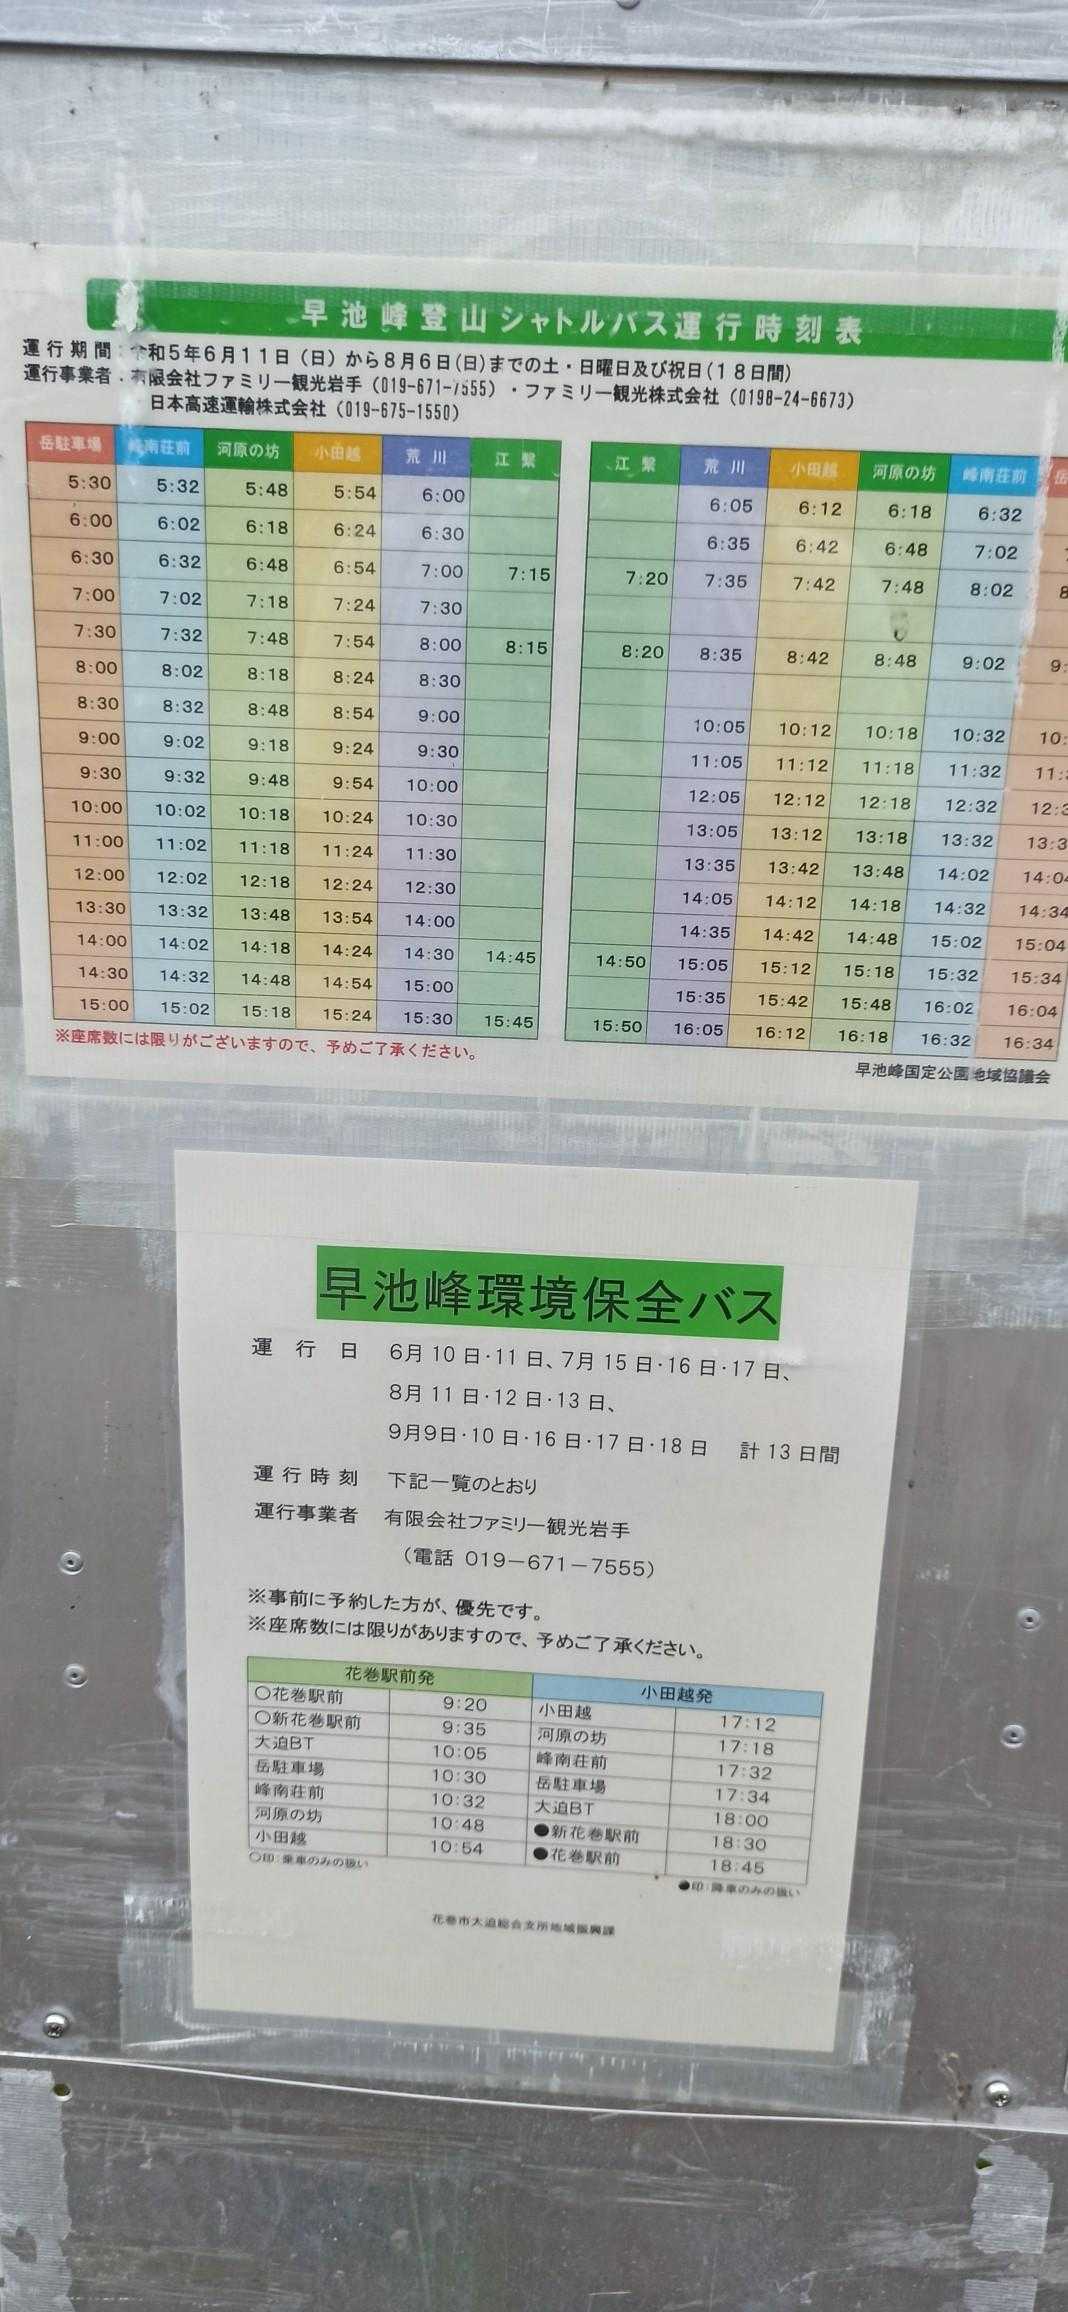 早池峰登山シャトルバス運行時刻表
運行期間：令和5年6月11日（日）から8月6日(日)までの土・日曜日及び祝日(18日間)
運行事業者：有限会社ファミリー観光岩手（019-671-7555）・ファミリー観光株式会社（0198-24-6673）
日本高速運輸株式会社（019-675-1550）
岳駐車場 峰南荘前 河原の坊 小田越 荒川 江繋 江繋 荒川 小田越 河原の坊 峰南荘前 岳
5:30 5:32 5:48 5:54 6:00 6:05 6:12 6:18 6:32
6:00 6:02 6:18 6:24 6:30 6:35 6:42 6:48 7:02
6:30 6:32 6:48 6:54 7:00 7:15 7:20 7:35 7:42 7:48 8:02
7:00 7:02 7:18 7:24 7:30
7:30 7:32 7:48 7:54 8:00 8:15 8:20 8:35 8:42 8:48 9:02 9:
8:00 8:02 8:18 8:24 8:30
8:30 8:32 8:48 8:54 9:00 10:05 10:12 10:18 10:32 10:
9:00 9:02 9:18 9:24 9:30 11:05 11:12 11:18 11:32 11:
9:30 9:32 9:48 9:54 10:00 12:05 12:12 12:18 12:32 12:3
10:00 10:02 10:18 10:24 10:30 13:05 13:12 13:18 13:32 13:3
11:00 11:02 11:18 11:24 11:30 13:35 13:42 13:48 14:02 14:04
12:00 12:02 12:18 12:24 12:30 14:05 14:12 14:18 14:32 14:34
13:30 13:32 13:48 13:54 14:00 14:35 14:42 14:48 15:02 15:04
14:00 14:02 14:18 14:24 14:30 14:45 14:50 15:05 15:12 15:18 15:32 15:34
14:30 14:32 14:48 14:54 15:00 15:35 15:42 15:48 16:02 16:04
15:00 15:02 15:18 15:24 15:30 15:45 15:50 16:05 16:12 16:18 16:32 16:34
※座席数には限りがございますので、予めご了承ください。
早池峰国定公園地域協議会
早池峰環境保全バス
運行日 6月10日・11日、7月15日・16日・17日、
8月11日・12日・13日、
9月9日・10日・16日・17日・18日 計13日間
運行時刻 下記一覧のとおり
運行事業者 有限会社ファミリー観光岩手
（電話 019－671－7555）
※事前に予約した方が、優先です。
※座席数には限りがありますので、予めご了承ください。
花巻駅前発 小田越発
○花巻駅前 9:20 小田越 17:12
○新花巻駅前 9:35 河原の坊 17:18
大迫BT 10:05 峰南荘前 17:32
岳駐車場 10:30 岳駐車場 17:34
峰南荘前 10:32 大迫BT 18:00
河原の坊 10:48 ●新花巻駅前 18:30
小田越 10:54 ●花巻駅前 18:45
○印：乗車のみの扱い ●印：降車のみの扱い
花巻市大迫総合支所地域振興課